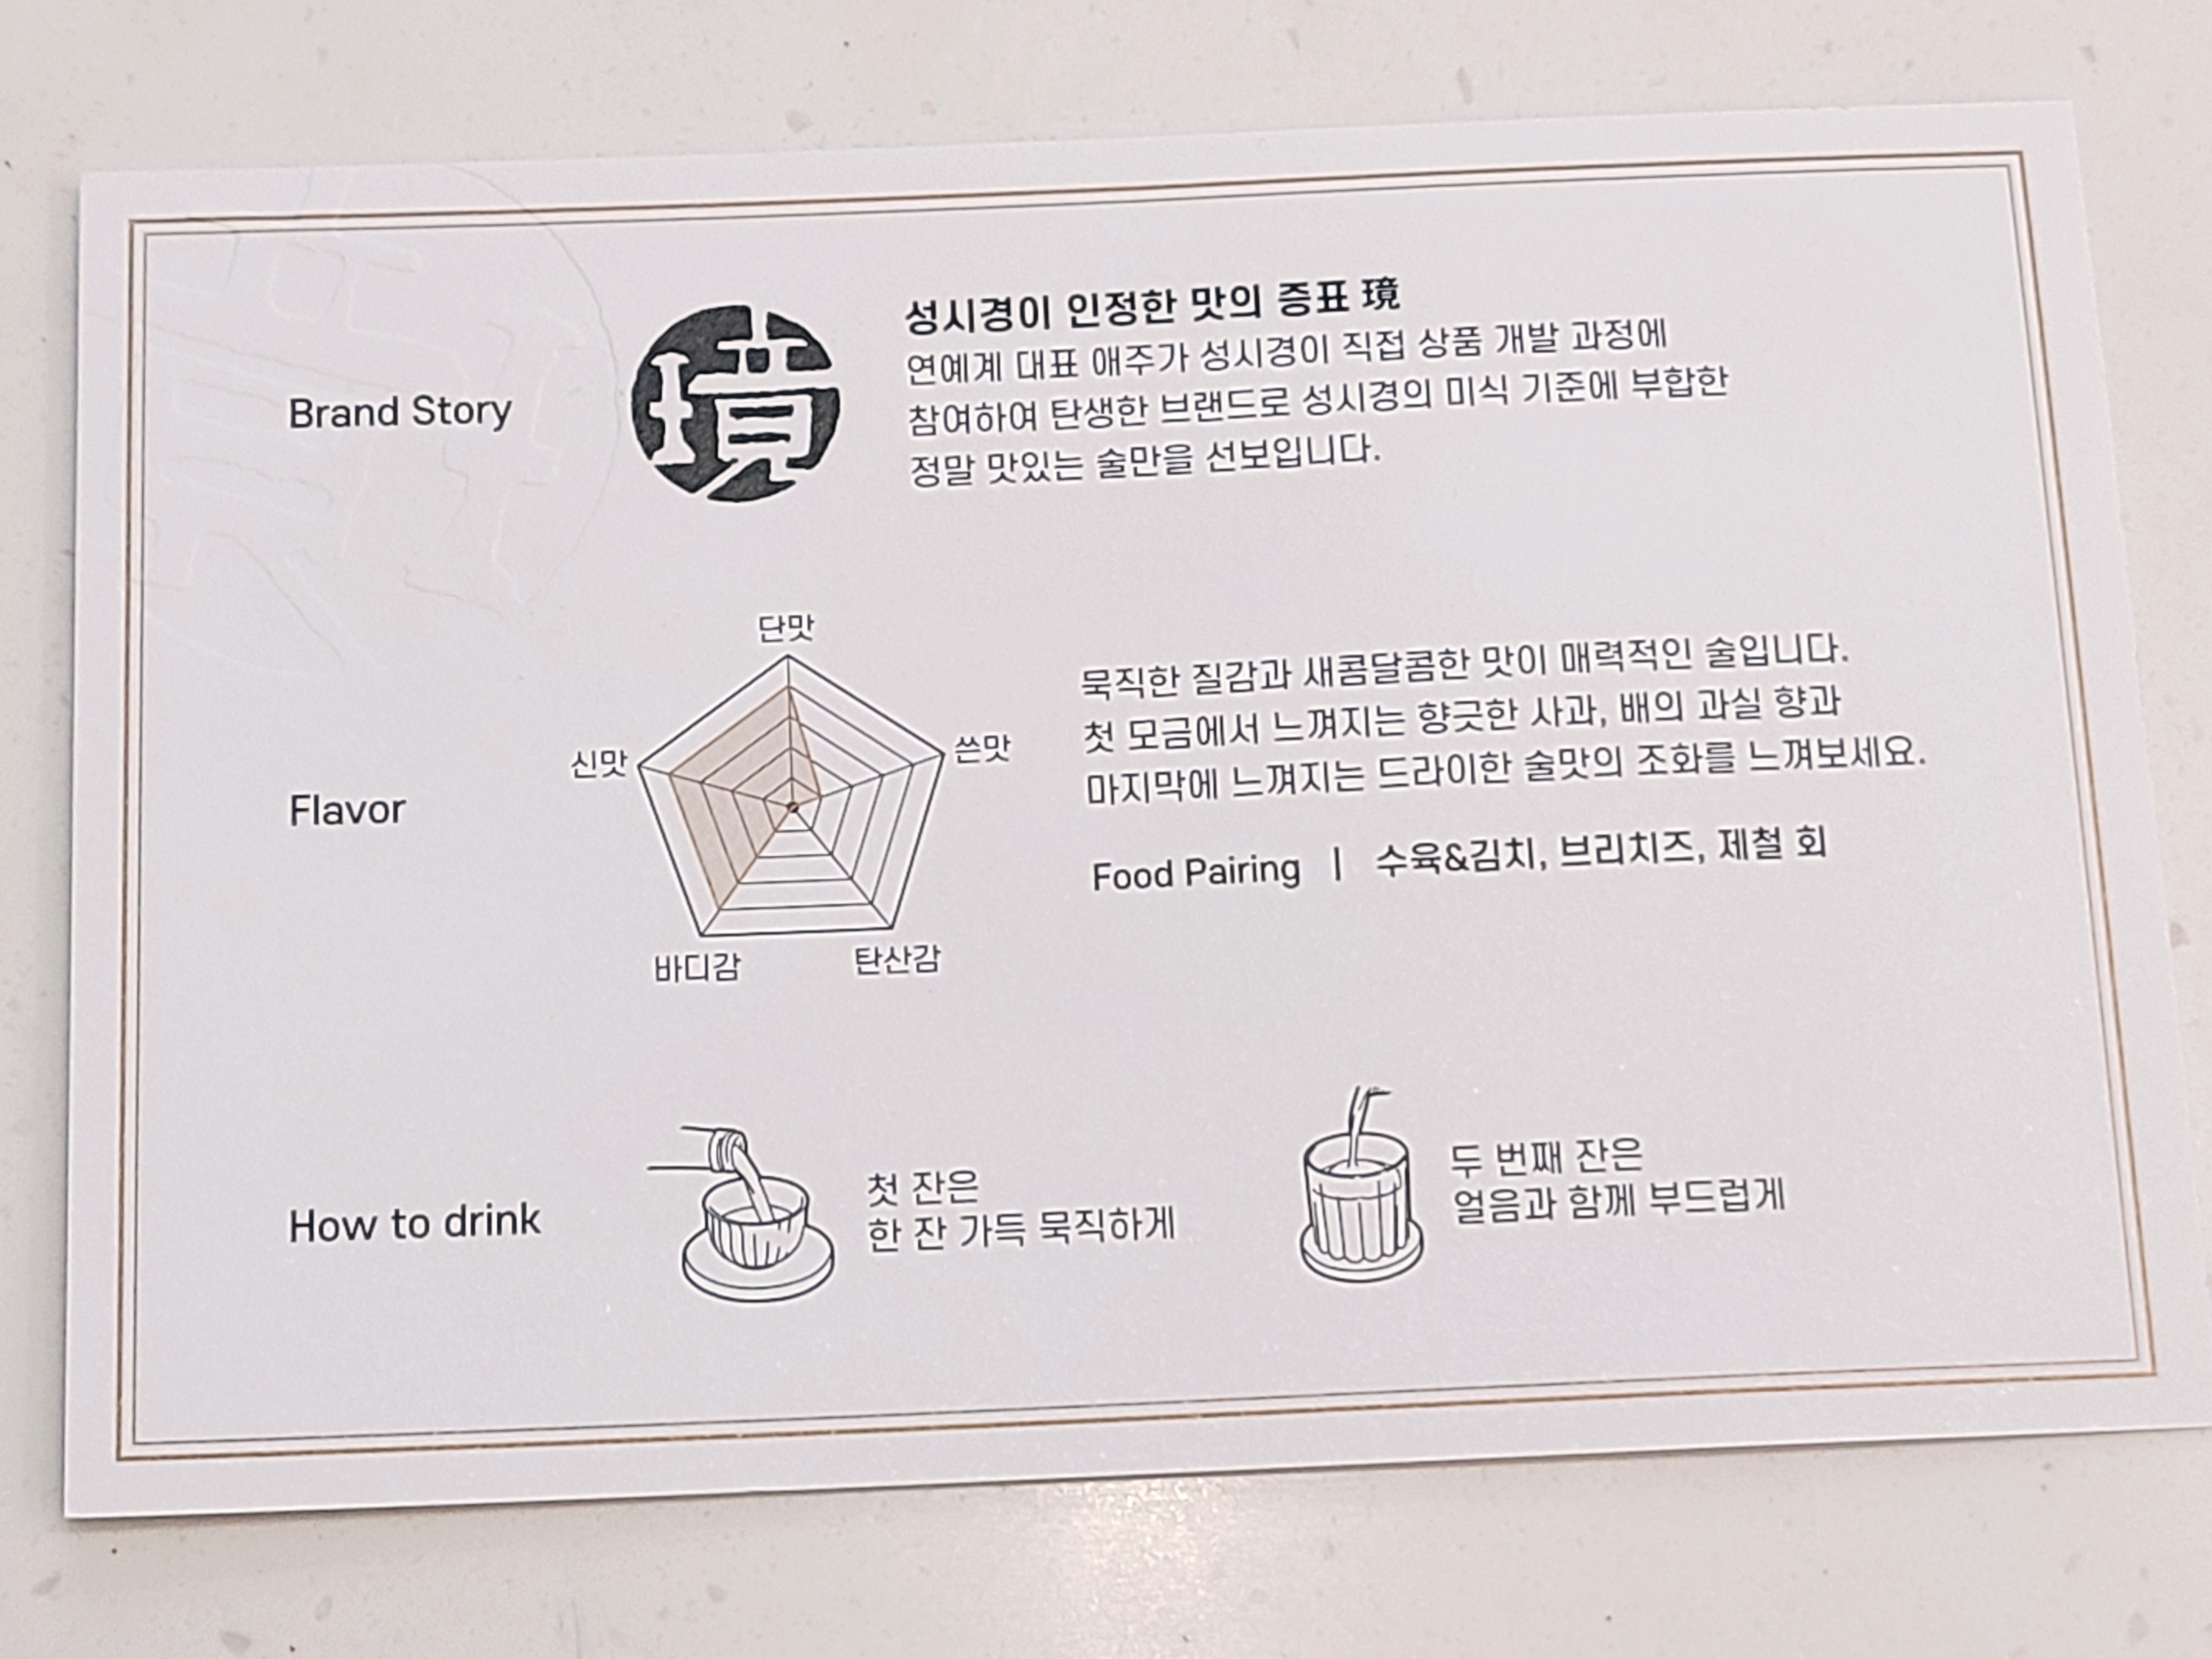 Brand Story
境
성시경이 인정한 맛의 증표 璄
연예계 대표 애주가 성시경이 직접 상품 개발 과정에
참여하여 탄생한 브랜드로 성시경의 미식 기준에 부합한
정말 맛있는 술만을 선보입니다.
Flavor
단맛
쓴맛
신맛
바디감
탄산감
묵직한 질감과 새콤달콤한 맛이 매력적인 술입니다.
첫 모금에서 느껴지는 향긋한 사과, 배의 과실 향과
마지막에 느껴지는 드라이한 술맛의 조화를 느껴보세요.
Food Pairing | 수육&김치, 브리치즈, 제철 회
How to drink
첫 잔은
한 잔 가득 묵직하게
두 번째 잔은
얼음과 함께 부드럽게